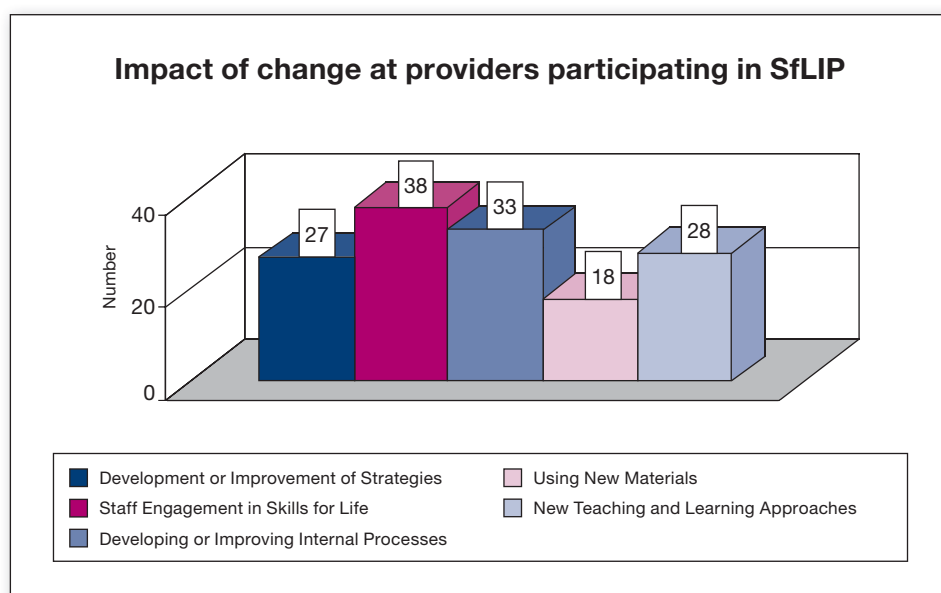 Impact of change at providers participating in SfLIP
Number
40
20
0
27
38
33
18
28
Development or Improvement of Strategies
Staff Engagement in Skills for Life
Developing or Improving Internal Processes
Using New Materials
New Teaching and Learning Approaches